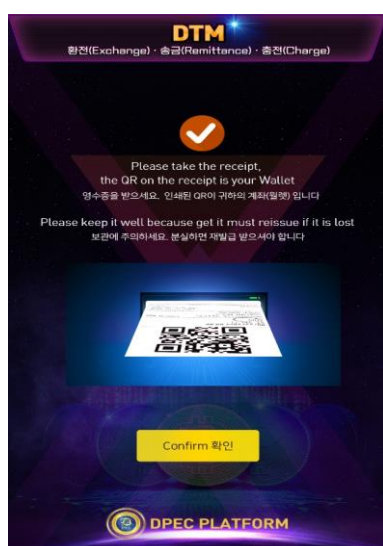 DTM
환전(Exchange) · 송금(Remittance) · 충전(Charge)
Please take the receipt,
the QR on the receipt is your Wallet
영수증을 받으세요. 인쇄된 QR이 귀하의 계좌(월렛) 입니다
Please keep it well because get it must reissue if it is lost
보관에 주의하세요. 분실하면 재발급 받으셔야 합니다
Confirm 확인
DPEC PLATFORM